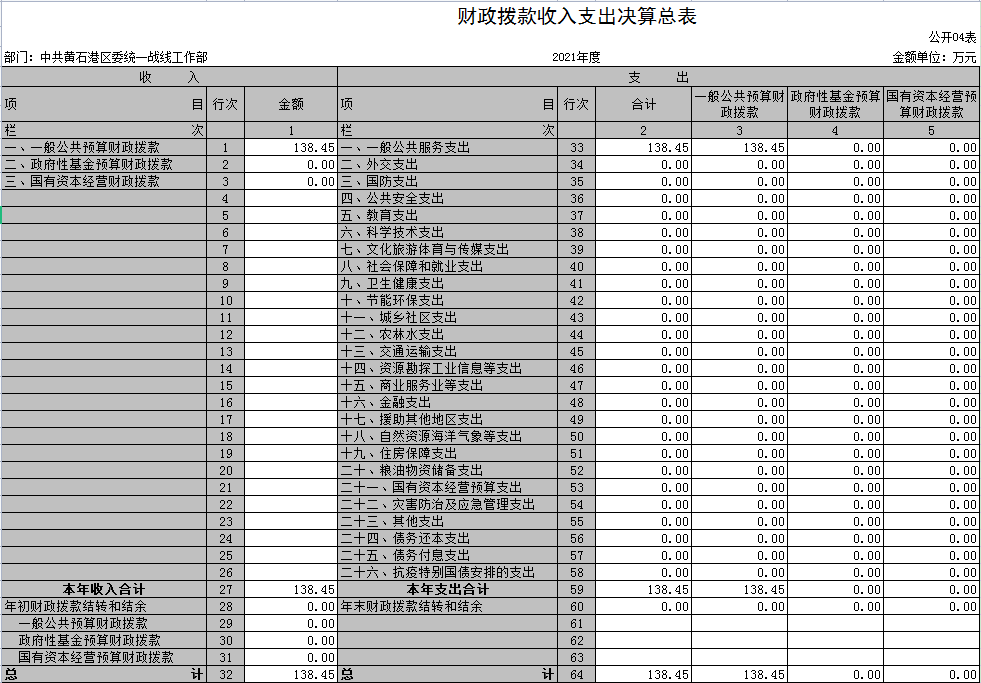 财政拨款收入支出决算总表
公开04表
部门：中共黄石港区委统一战线工作部 2021年度 金额单位：万元
收 入 支 出
项 目 行次 金额 项 目 行次 合计 一般公共预算财政拨款 政府性基金预算财政拨款 国有资本经营预算财政拨款
栏 次 1 栏 次 2 3 4 5
一、一般公共预算财政拨款 1 138.45 一、一般公共服务支出 33 138.45 138.45 0.00 0.00
二、政府性基金预算财政拨款 2 0.00 二、外交支出 34 0.00 0.00 0.00 0.00
三、国有资本经营财政拨款 3 0.00 三、国防支出 35 0.00 0.00 0.00 0.00
4 四、公共安全支出 36 0.00 0.00 0.00 0.00
5 五、教育支出 37 0.00 0.00 0.00 0.00
6 六、科学技术支出 38 0.00 0.00 0.00 0.00
7 七、文化旅游体育与传媒支出 39 0.00 0.00 0.00 0.00
8 八、社会保障和就业支出 40 0.00 0.00 0.00 0.00
9 九、卫生健康支出 41 0.00 0.00 0.00 0.00
10 十、节能环保支出 42 0.00 0.00 0.00 0.00
11 十一、城乡社区支出 43 0.00 0.00 0.00 0.00
12 十二、农林水支出 44 0.00 0.00 0.00 0.00
13 十三、交通运输支出 45 0.00 0.00 0.00 0.00
14 十四、资源勘探工业信息等支出 46 0.00 0.00 0.00 0.00
15 十五、商业服务业等支出 47 0.00 0.00 0.00 0.00
16 十六、金融支出 48 0.00 0.00 0.00 0.00
17 十七、援助其他地区支出 49 0.00 0.00 0.00 0.00
18 十八、自然资源海洋气象等支出 50 0.00 0.00 0.00 0.00
19 十九、住房保障支出 51 0.00 0.00 0.00 0.00
20 二十、粮油物资储备支出 52 0.00 0.00 0.00 0.00
21 二十一、国有资本经营预算支出 53 0.00 0.00 0.00 0.00
22 二十二、灾害防治及应急管理支出 54 0.00 0.00 0.00 0.00
23 二十三、其他支出 55 0.00 0.00 0.00 0.00
24 二十四、债务还本支出 56 0.00 0.00 0.00 0.00
25 二十五、债务付息支出 57 0.00 0.00 0.00 0.00
26 二十六、抗疫特别国债安排的支出 58 0.00 0.00 0.00 0.00
本年收入合计 27 138.45 本年支出合计 59 138.45 138.45 0.00 0.00
年初财政拨款结转和结余 28 0.00 年末财政拨款结转和结余 60 0.00 0.00 0.00 0.00
一般公共预算财政拨款 29 0.00 61
政府性基金预算财政拨款 30 0.00 62
国有资本经营预算财政拨款 31 0.00 63
总 计 32 138.45 总 计 64 138.45 138.45 0.00 0.00